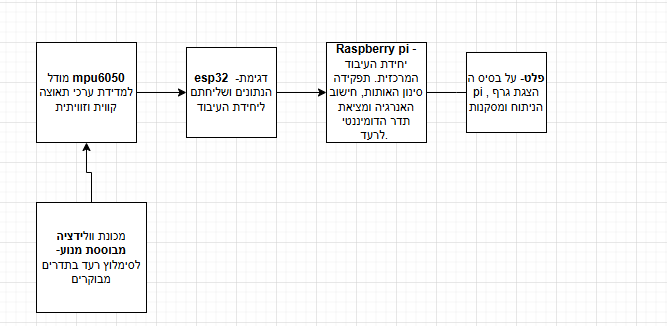 mpu6050 מודל
למדידת ערכי תאוצה
קווית וזוויתית
esp32 -דגימת
הנתונים ושליחתם
ליחידת העיבוד
Raspberry pi -
יחידת העיבוד
המרכזית. תפקידה
סינון האותות, חישוב
האנרגיה ומציאת
תדר הדומיננטי
לרעד.
פלט- על בסיס ה
pi , הצגת גרף
הניתוח ומסקנות
מכונת וולידציה
מבוססת מנוע-
לסימלוץ רעד בתדרים
מבוקרים